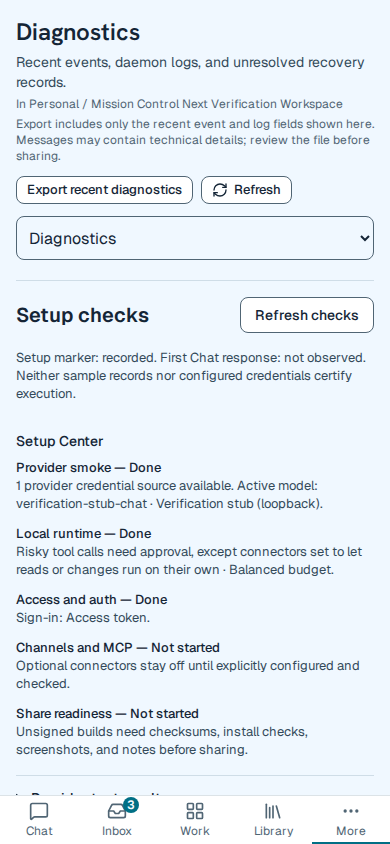 Diagnostics
Recent events, daemon logs, and unresolved recovery
records.
In Personal / Mission Control Next Verification Workspace
Export includes only the recent event and log fields shown here.
Messages may contain technical details; review the file before
sharing.
Export recent diagnostics
Refresh
Diagnostics
Setup checks
Refresh checks
Setup marker: recorded. First Chat response: not observed.
Neither sample records nor configured credentials certify
execution.
Setup Center
Provider smoke — Done
1 provider credential source available. Active model:
verification-stub-chat · Verification stub (loopback).
Local runtime — Done
Risky tool calls need approval, except connectors set to let
reads or changes run on their own · Balanced budget.
Access and auth — Done
Sign-in: Access token.
Channels and MCP — Not started
Optional connectors stay off until explicitly configured and
checked.
Share readiness — Not started
Unsigned builds need checksums, install checks,
screenshots, and notes before sharing.
3
Chat
Inbox
Work
Library
More